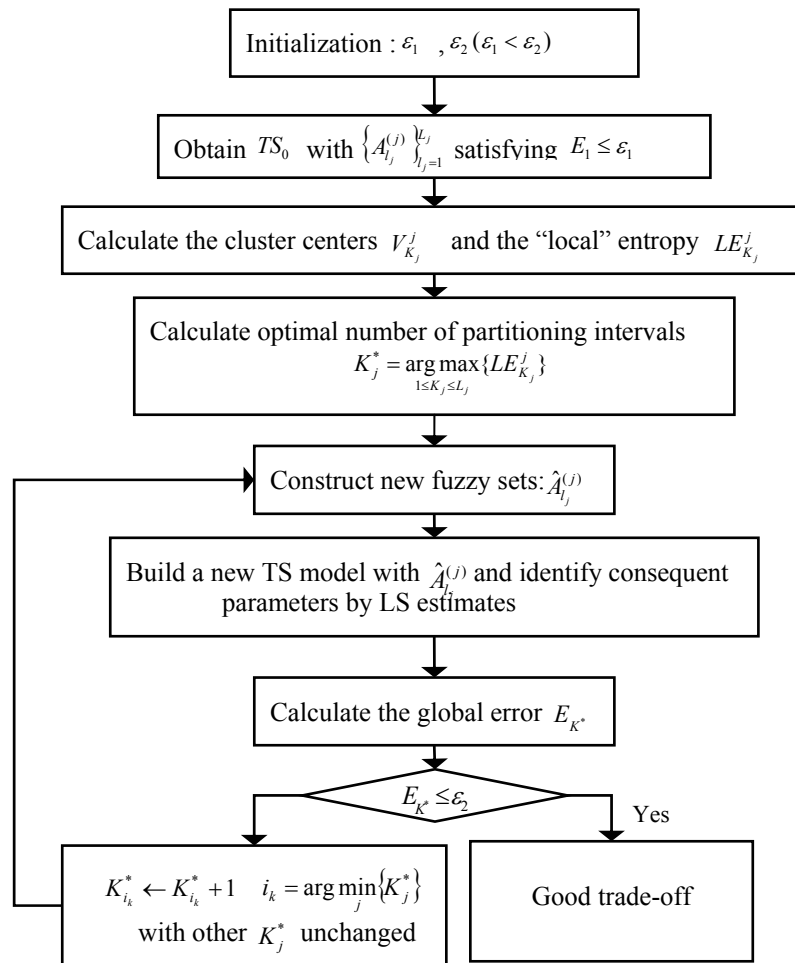 Initialization : ε₁ , ε₂ (ε₁ < ε₂)
Obtain TS₀ with {A_{l_j}^{(j)}}_{l_j=1}^{L_j} satisfying E₁ ≤ ε₁
Calculate the cluster centers V_{K_j}^j and the “local” entropy LE_{K_j}^j
Calculate optimal number of partitioning intervals
K_j^* = arg max_{1≤K_j≤L_j} {LE_{K_j}^j}
Construct new fuzzy sets: Â_{l_j}^{(j)}
Build a new TS model with Â_{l_j}^{(j)} and identify consequent
parameters by LS estimates
Calculate the global error E_{K^*}
E_{K^*} ≤ ε₂
Yes
K_{i_k}^* ← K_{i_k}^* + 1 i_k = arg min_j {K_j^*}
with other K_j^* unchanged
Good trade-off